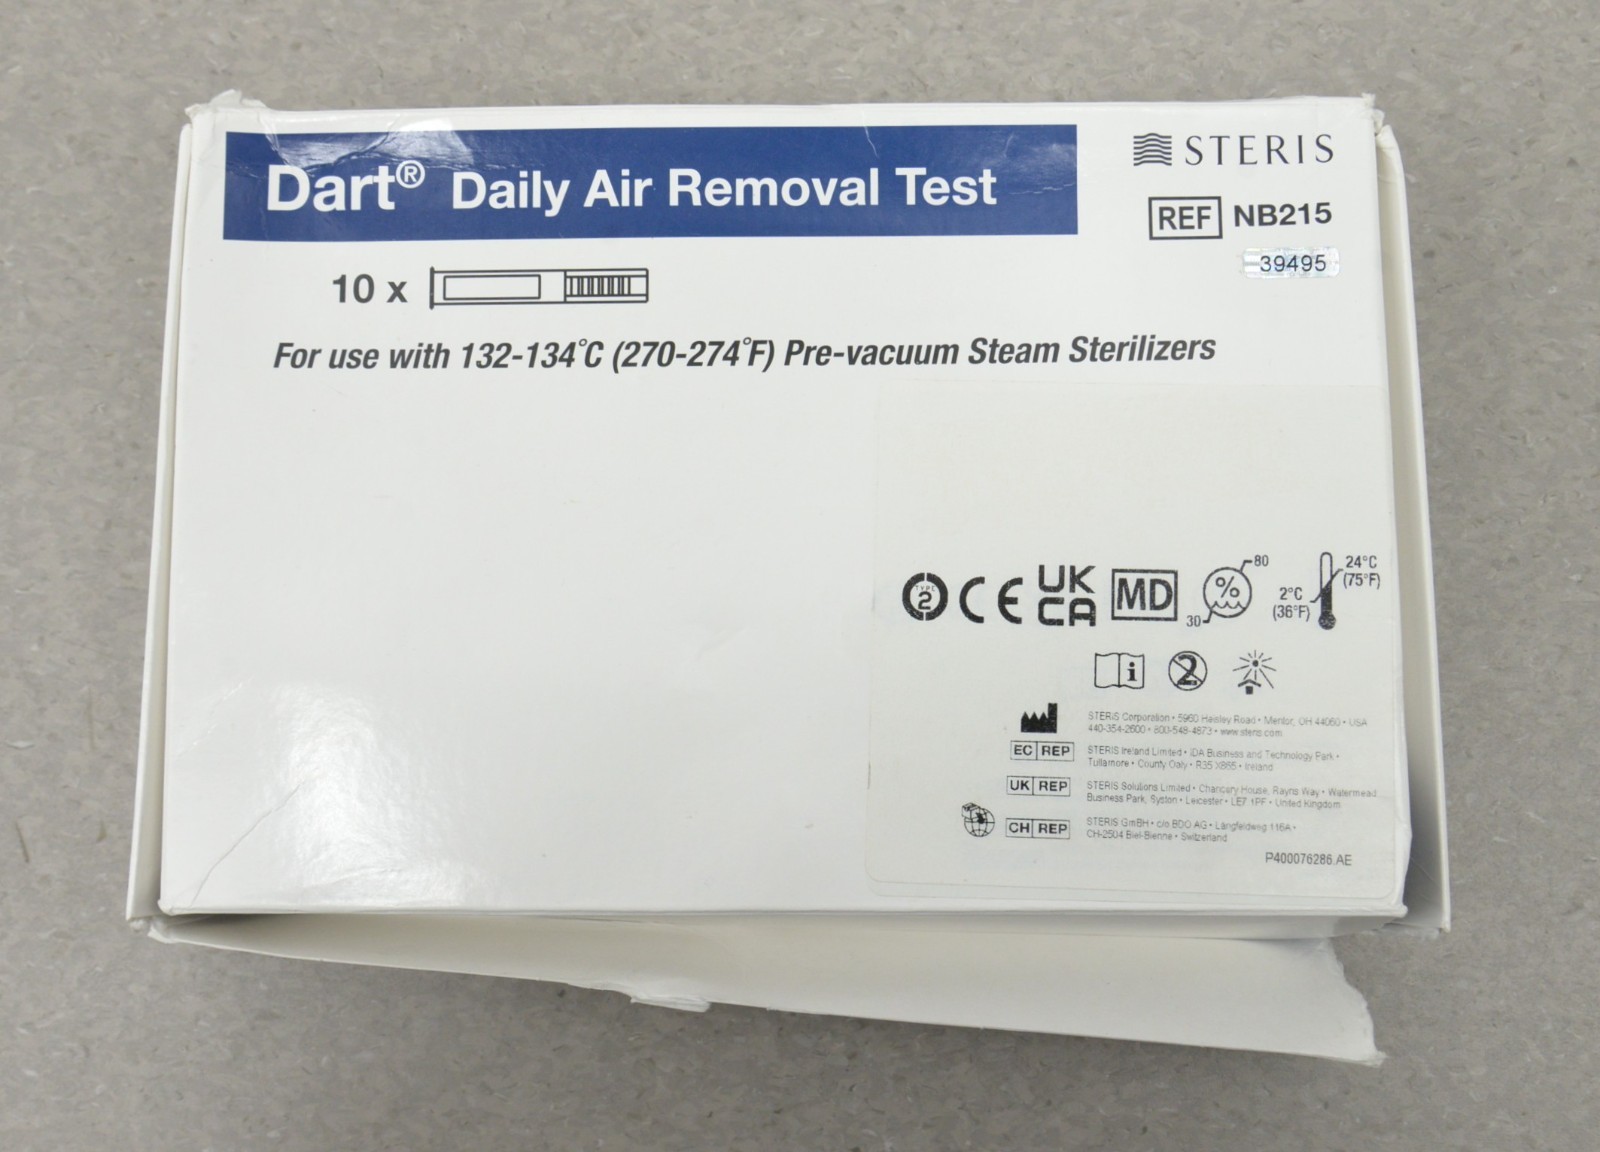 Dart® Daily Air Removal Test
STERIS
REF NB215
39495
10 x
For use with 132-134°C (270-274°F) Pre-vacuum Steam Sterilizers
TYPE
2
CE
UK
CA
MD
%
80
30
24°C
(75°F)
2°C
(36°F)
i
2
STERIS Corporation • 5960 Heisley Road • Mentor, OH 44060 • USA
440-354-2600 • 800-548-4873 • www.steris.com
EC REP
STERIS Ireland Limited • IDA Business and Technology Park •
Tullamore • County Offaly • R35 X865 • Ireland
UK REP
STERIS Solutions Limited • Chancery House, Rayns Way • Watermead
Business Park, Syston • Leicester • LE7 1PF • United Kingdom
CH REP
STERIS GmBH • c/o BDO AG • Längfeldweg 116A •
CH-2504 Biel-Bienne • Switzerland
P400076286.AE